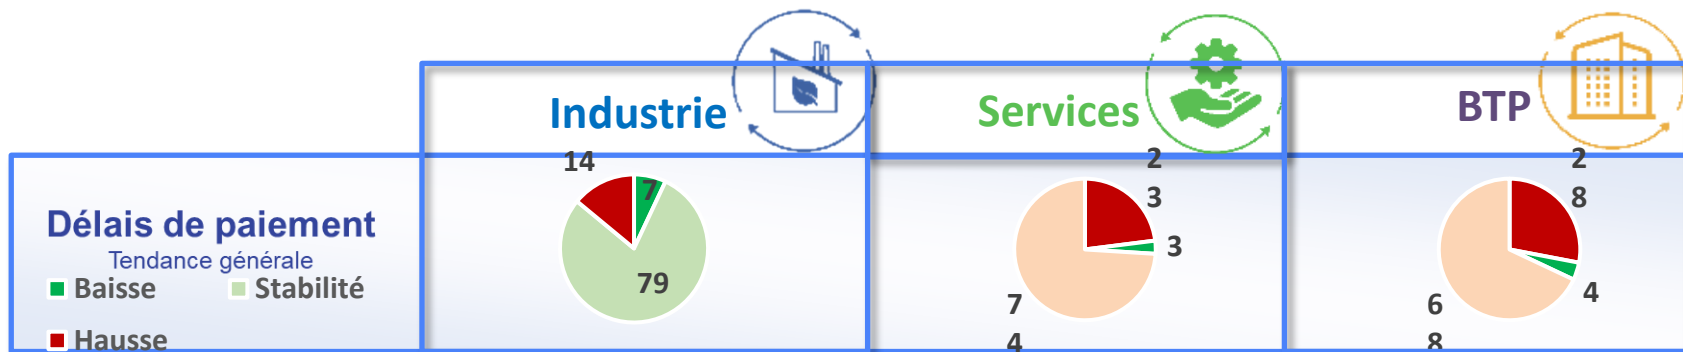 Industrie
Services
BTP
14
7
79
2
3
3
7
4
2
8
4
6
8
Délais de paiement
Tendance générale
Baisse
Stabilité
Hausse